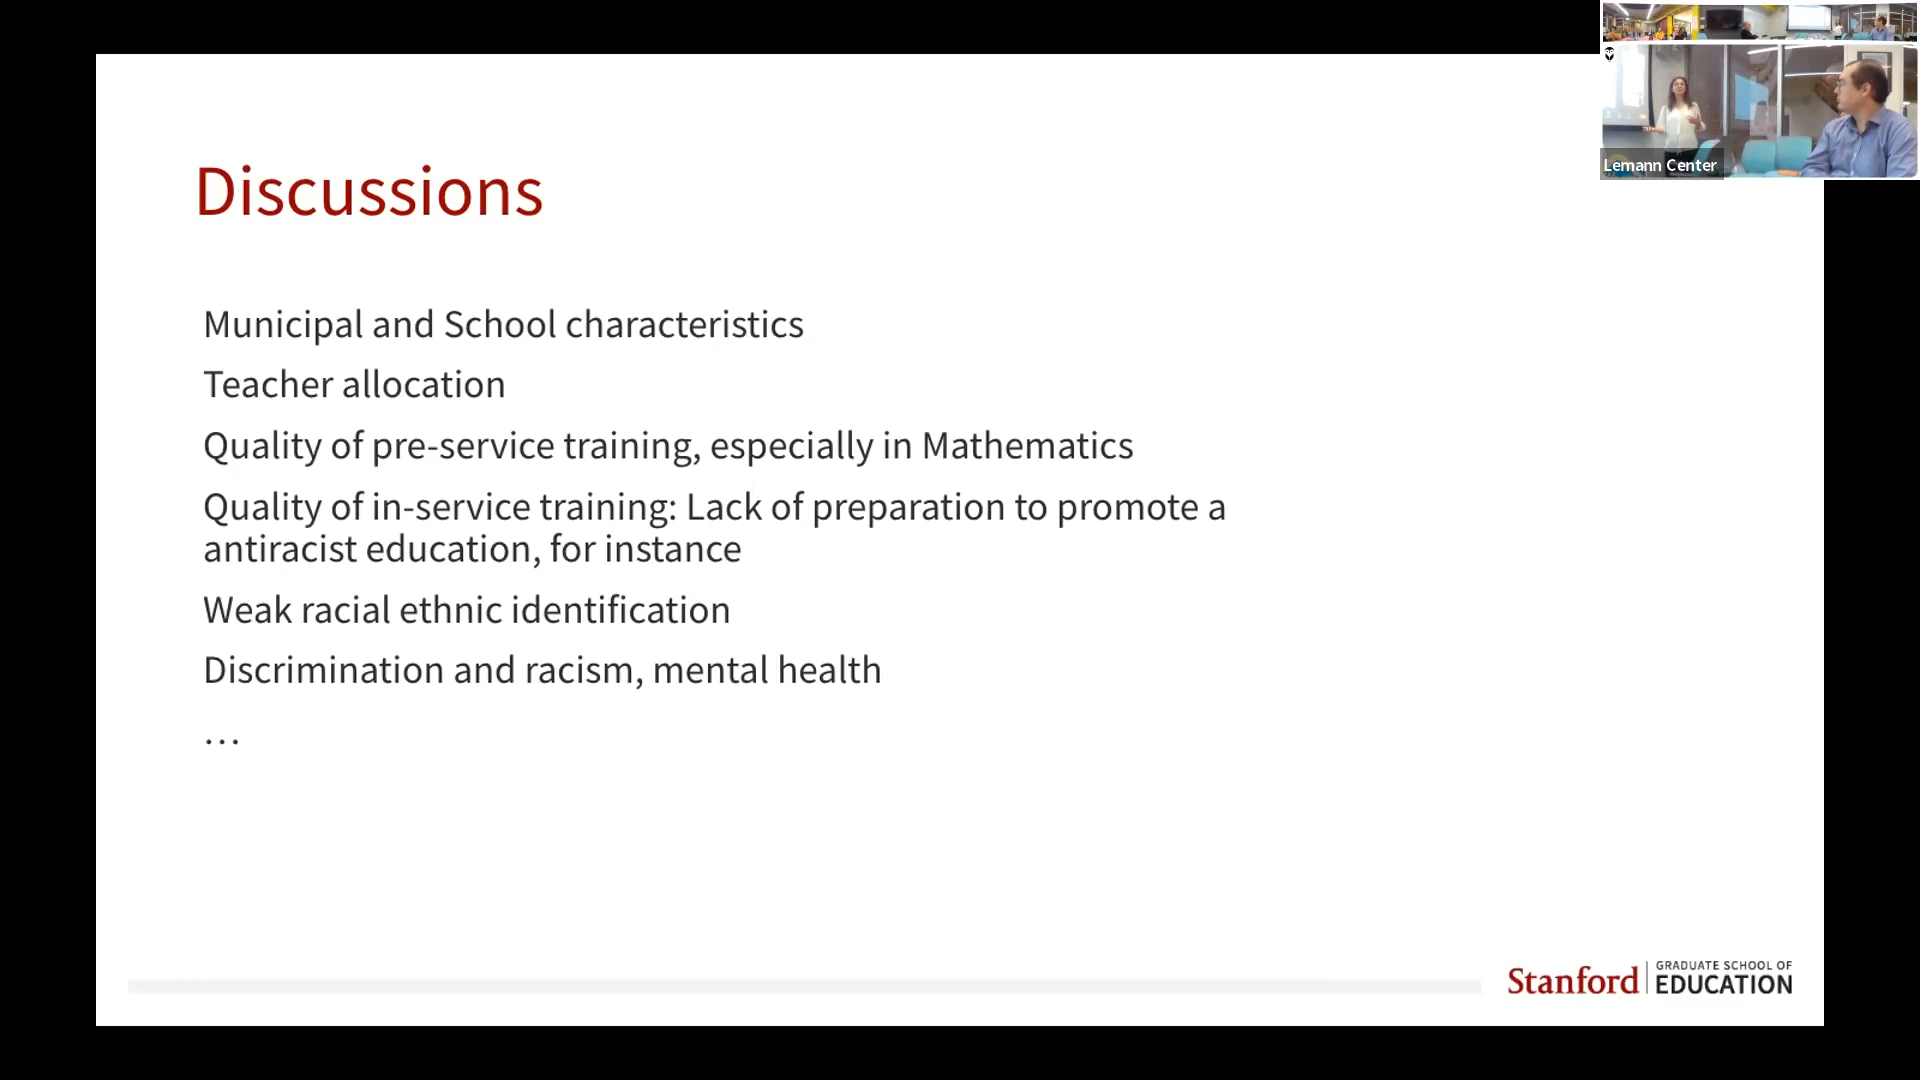 Lemann Center
Discussions
Municipal and School characteristics
Teacher allocation
Quality of pre-service training, especially in Mathematics
Quality of in-service training: Lack of preparation to promote a
antiracist education, for instance
Weak racial ethnic identification
Discrimination and racism, mental health
…
Stanford
GRADUATE SCHOOL OF
EDUCATION